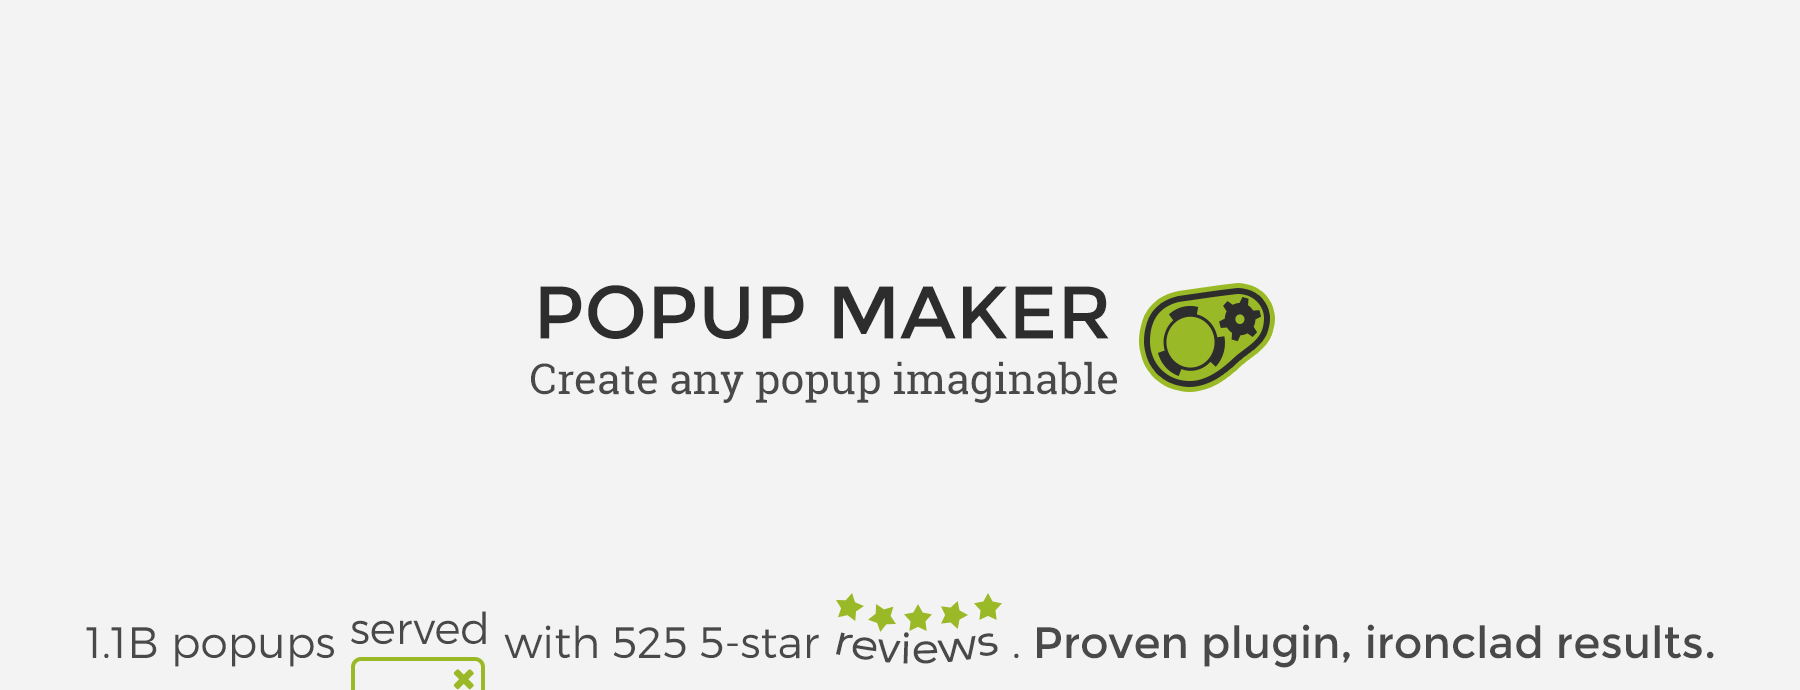 POPUP MAKER
Create any popup imaginable
1.1B popups served with 525 5-star reviews . Proven plugin, ironclad results.